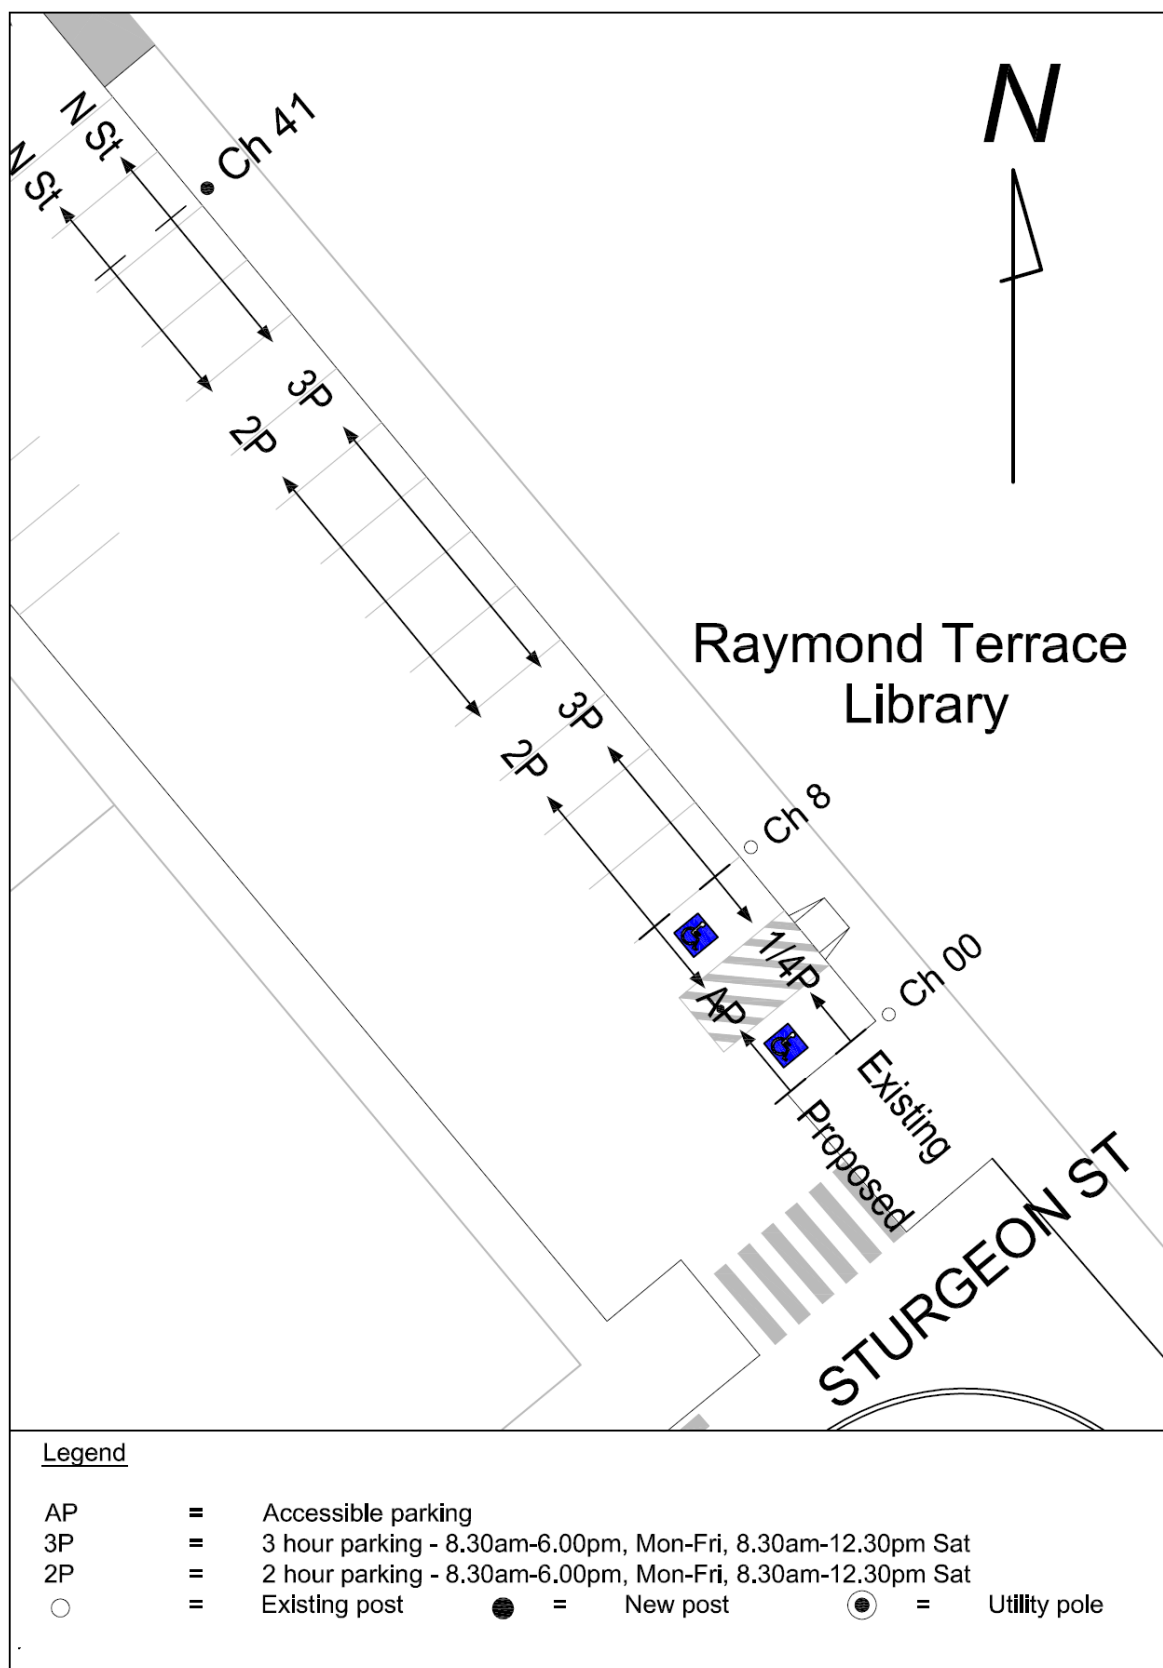 N
N St
N St
Ch 41
3P
2P
Raymond Terrace
Library
3P
2P
Ch 8
1/4P
AP
Ch 00
Existing
Proposed
STURGEON ST
Legend
AP = Accessible parking
3P = 3 hour parking - 8.30am-6.00pm, Mon-Fri, 8.30am-12.30pm Sat
2P = 2 hour parking - 8.30am-6.00pm, Mon-Fri, 8.30am-12.30pm Sat
= Existing post = New post = Utility pole